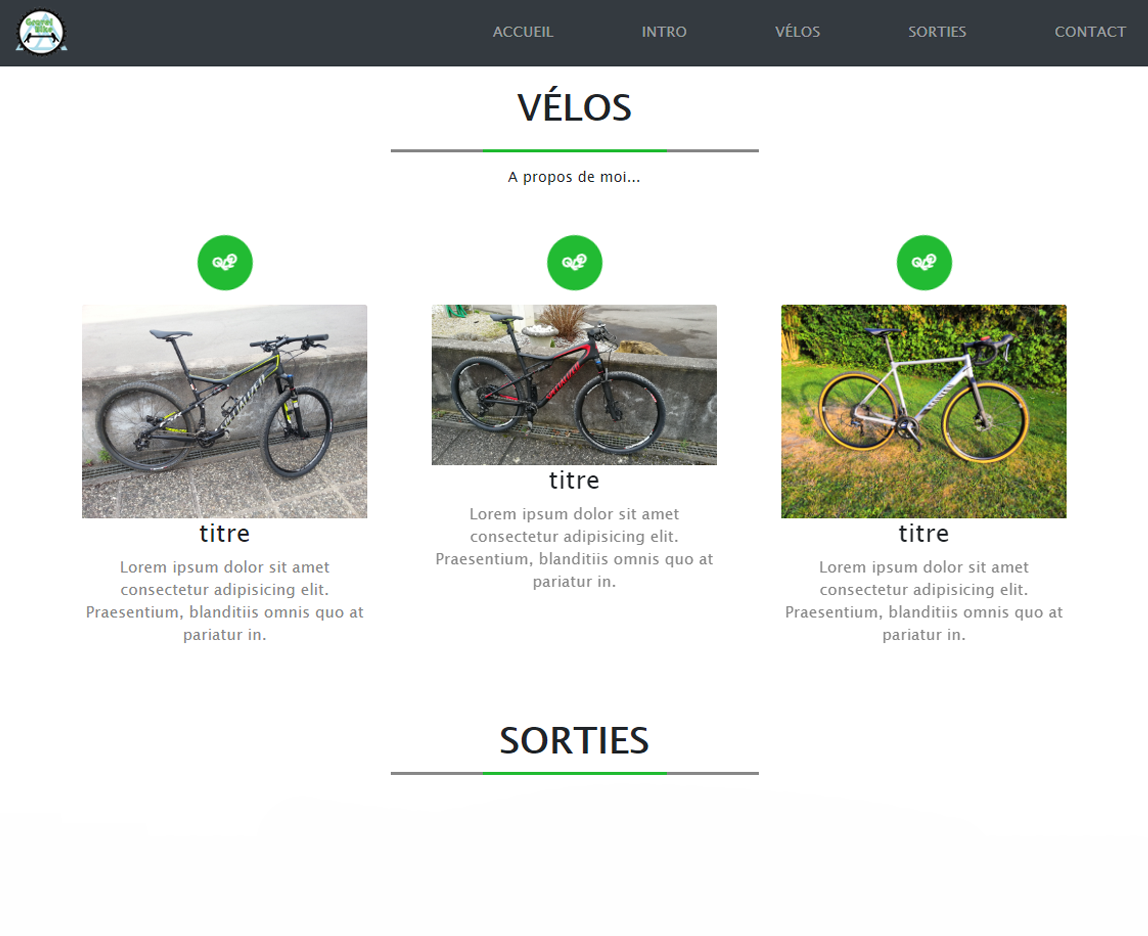 Gravel
Bike
ACCUEIL INTRO VÉLOS SORTIES CONTACT
VÉLOS
A propos de moi...
SPECIALIZED
SPECIALIZED
CANYON
titre
Lorem ipsum dolor sit amet
consectetur adipisicing elit.
Praesentium, blanditiis omnis quo at
pariatur in.
titre
Lorem ipsum dolor sit amet
consectetur adipisicing elit.
Praesentium, blanditiis omnis quo at
pariatur in.
titre
Lorem ipsum dolor sit amet
consectetur adipisicing elit.
Praesentium, blanditiis omnis quo at
pariatur in.
SORTIES